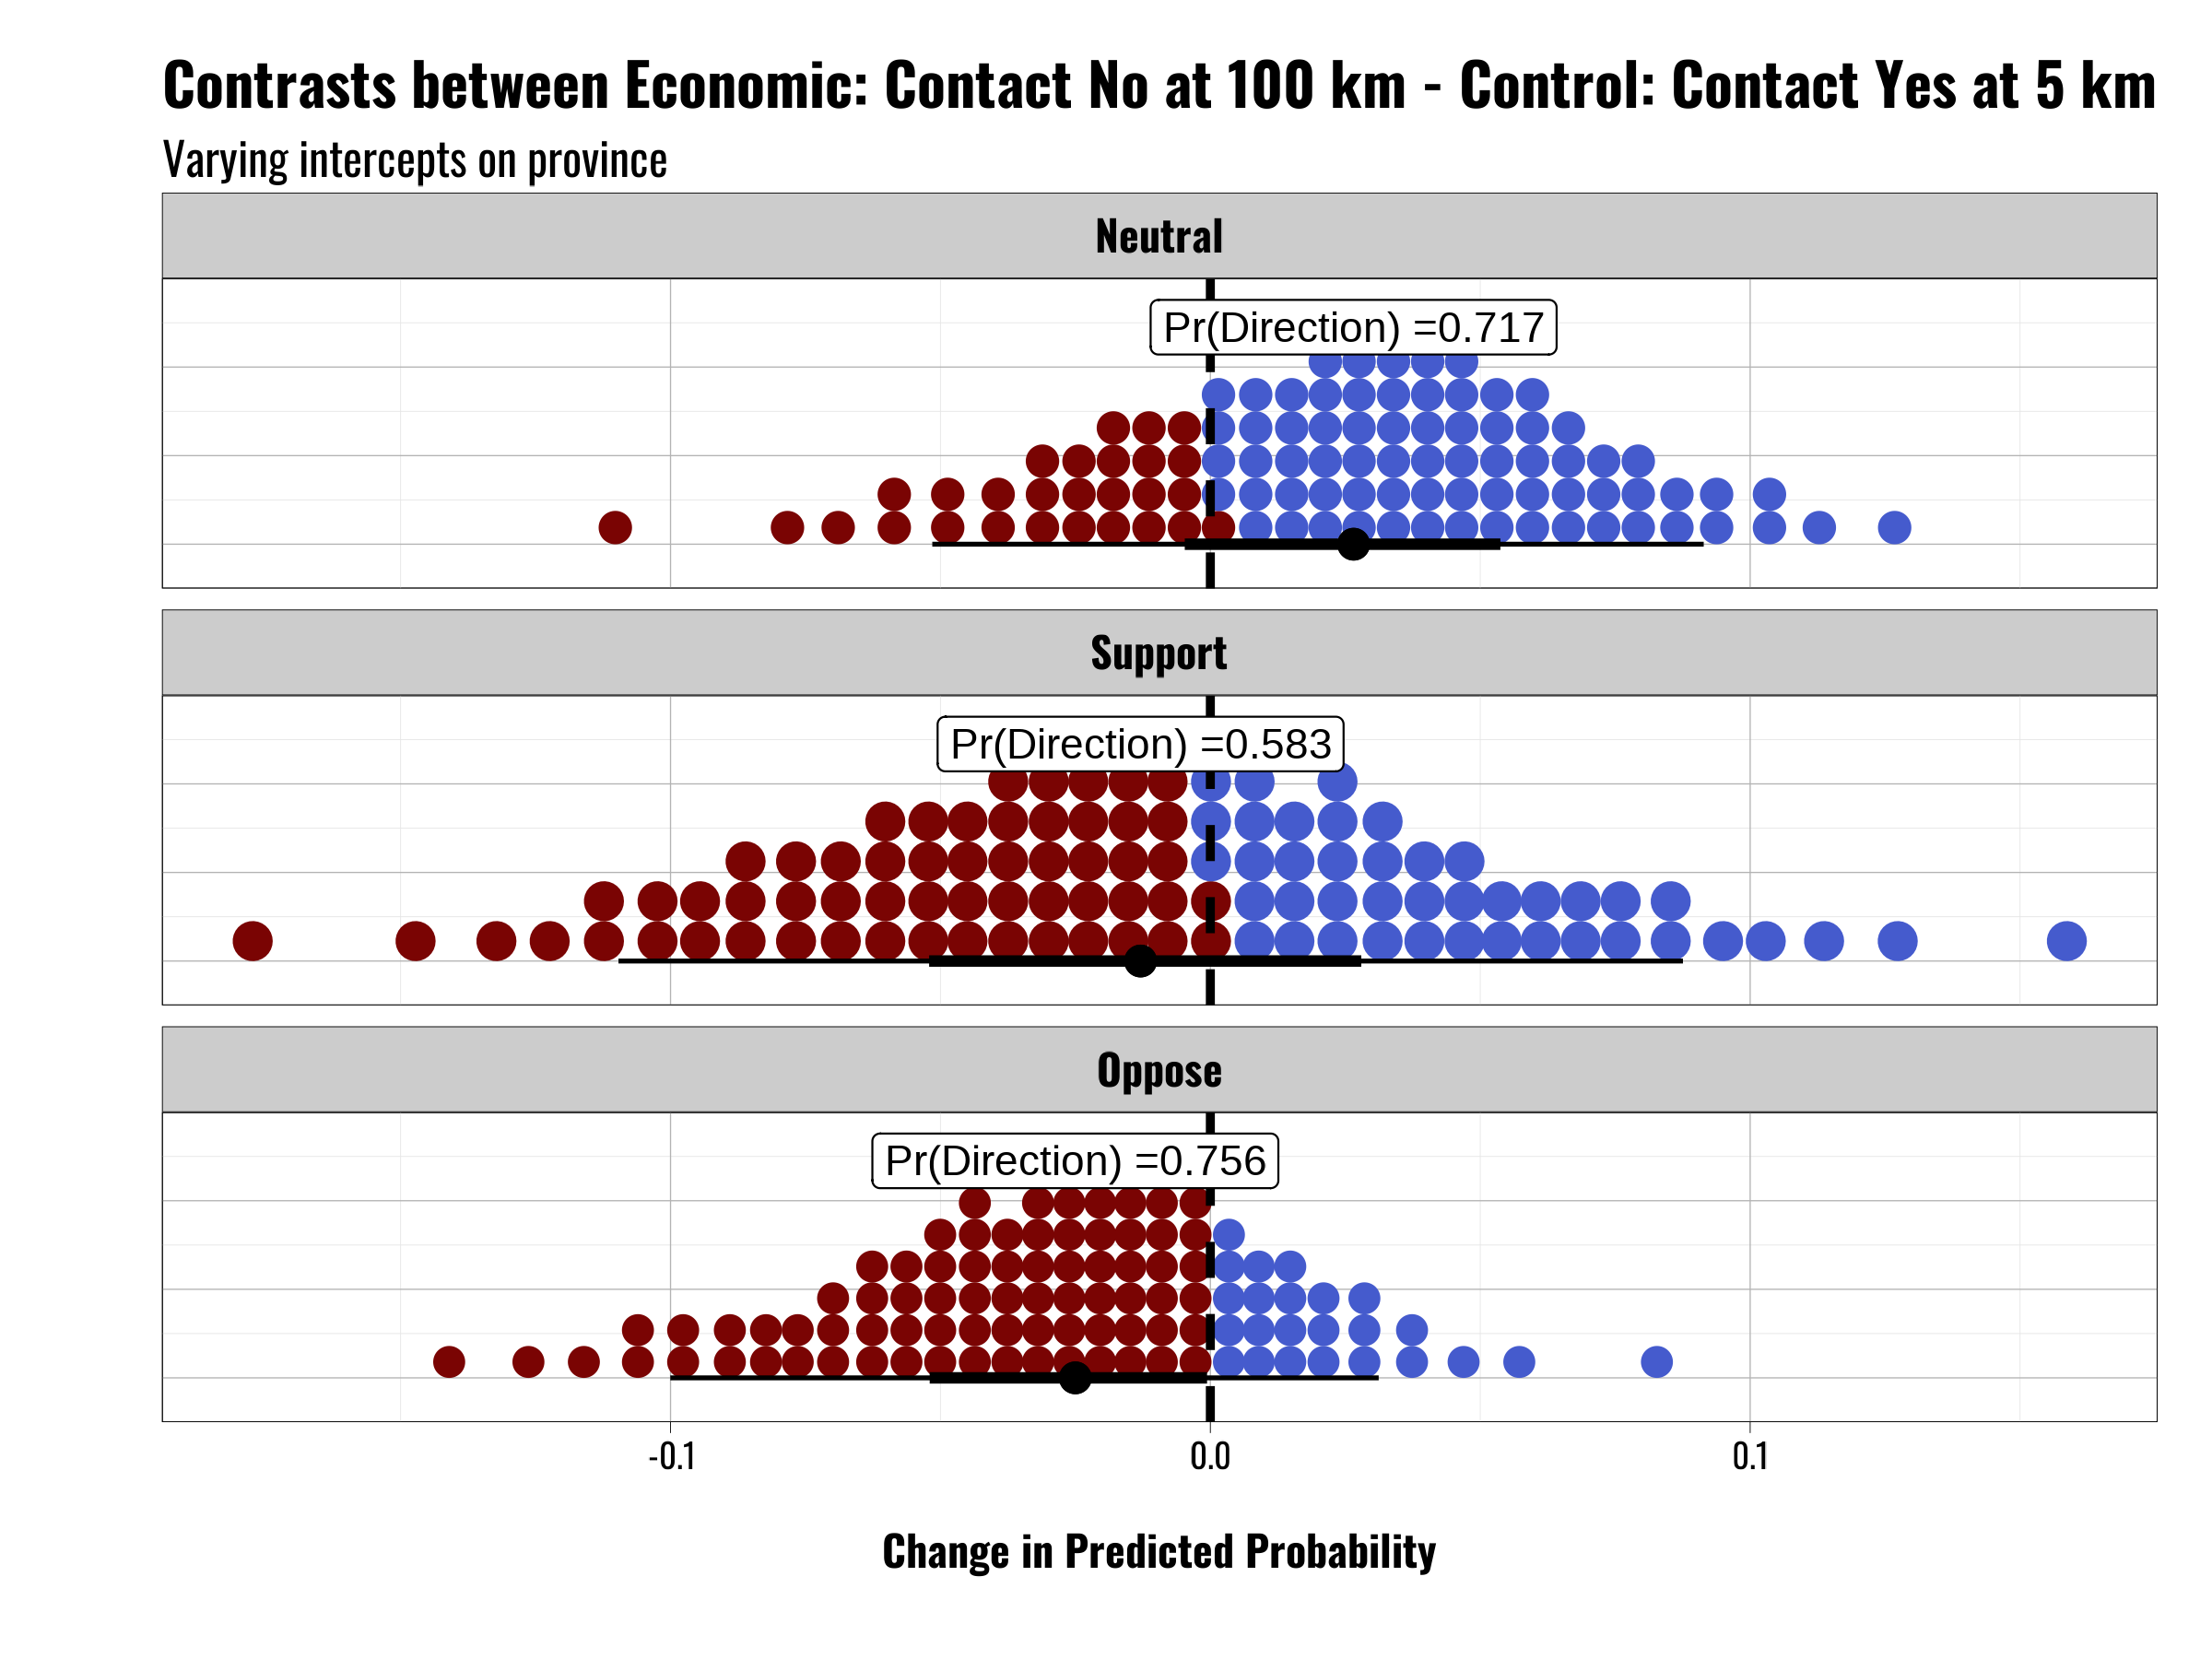 Contrasts between Economic: Contact No at 100 km - Control: Contact Yes at 5 km
Varying intercepts on province
Neutral
Pr(Direction) =0.717
Support
Pr(Direction) =0.583
Oppose
Pr(Direction) =0.756
-0.1 0.0 0.1
Change in Predicted Probability